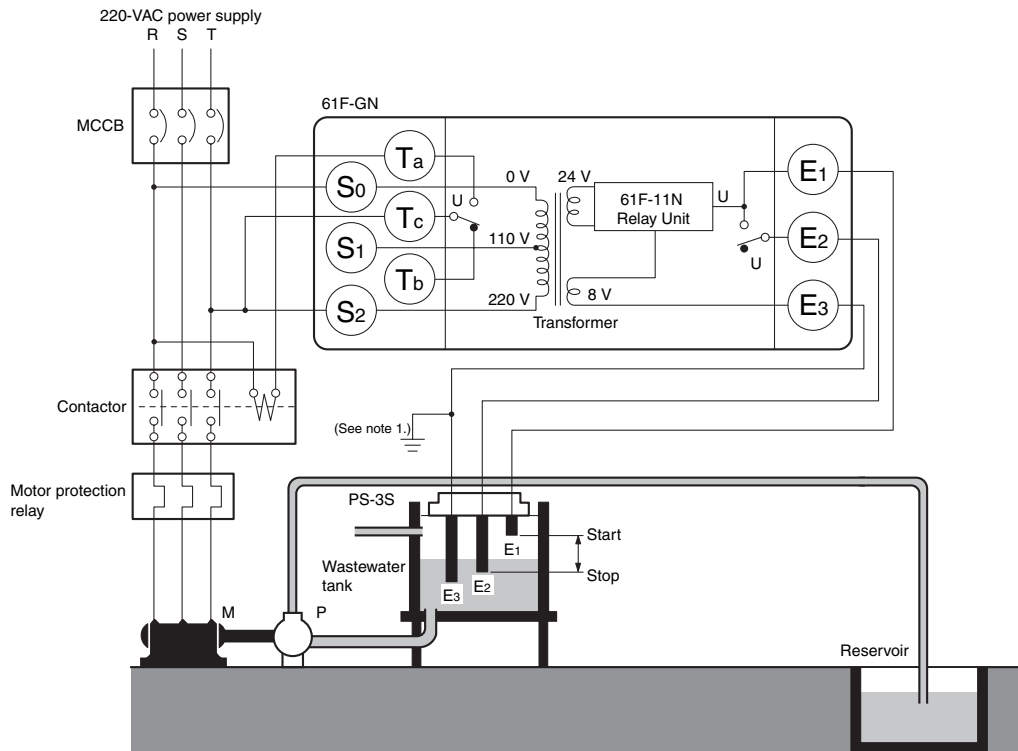 220-VAC power supply
R S T
MCCB
61F-GN
Ta
S0
Tc
S1
Tb
S2
U
0 V
110 V
220 V
24 V
8 V
Transformer
61F-11N
Relay Unit
U
U
E1
E2
E3
Contactor
(See note 1.)
Motor protection
relay
PS-3S
Wastewater
tank
E1
E2
E3
Start
Stop
M
P
Reservoir